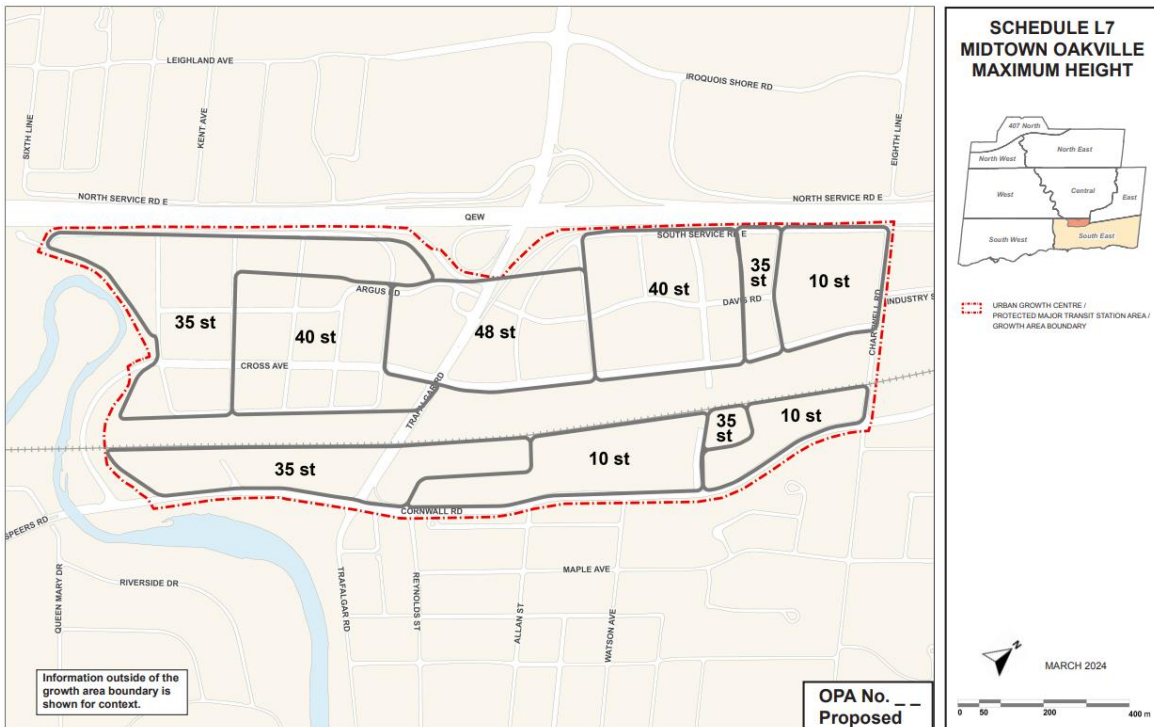 LEIGHLAND AVE
IROQUOIS SHORE RD
SIXTH LINE
KENT AVE
EIGHTH LINE
NORTH SERVICE RD E
NORTH SERVICE RD E
QEW
SOUTH SERVICE RD E
35 st
ARGUS RD
40 st
48 st
40 st
DAVIS RD
35
st
10 st
INDUSTRY S
CHARTWELL RD
CROSS AVE
TRAFALGAR RD
35 st
10 st
35
st
10 st
CORNWALL RD
SPEERS RD
MAPLE AVE
RIVERSIDE DR
QUEEN MARY DR
TRAFALGAR RD
REYNOLDS ST
ALLAN ST
WATSON AVE
Information outside of the
growth area boundary is
shown for context.
OPA No. _ _
Proposed
SCHEDULE L7
MIDTOWN OAKVILLE
MAXIMUM HEIGHT
407 North
North East
North West
West
Central
East
South West
South East
URBAN GROWTH CENTRE /
PROTECTED MAJOR TRANSIT STATION AREA /
GROWTH AREA BOUNDARY
N
MARCH 2024
0 50 200 400 m